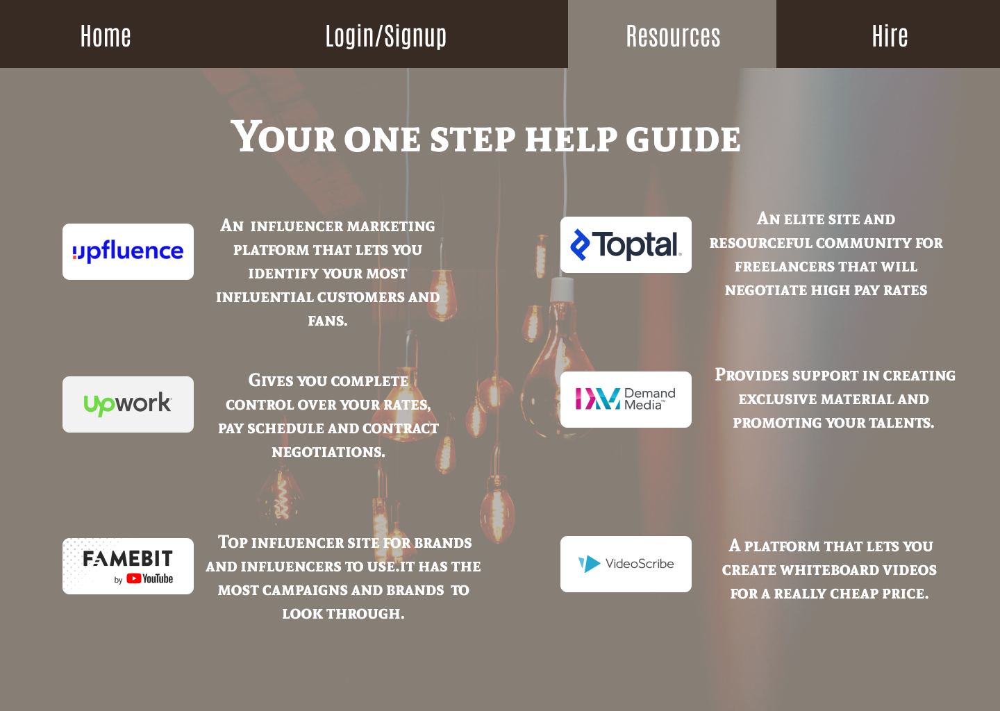 Home Login/Signup Resources Hire
Your one step help guide
upfluence
An influencer marketing
platform that lets you
identify your most
influential customers and
fans.
Toptal®
An elite site and
resourceful community for
freelancers that will
negotiate high pay rates
upwork
Gives you complete
control over your rates,
pay schedule and contract
negotiations.
DM Demand
Media™
Provides support in creating
exclusive material and
promoting your talents.
FAMEBIT
by YouTube
Top influencer site for brands
and influencers to use.it has the
most campaigns and brands to
look through.
VideoScribe
A platform that lets you
create whiteboard videos
for a really cheap price.